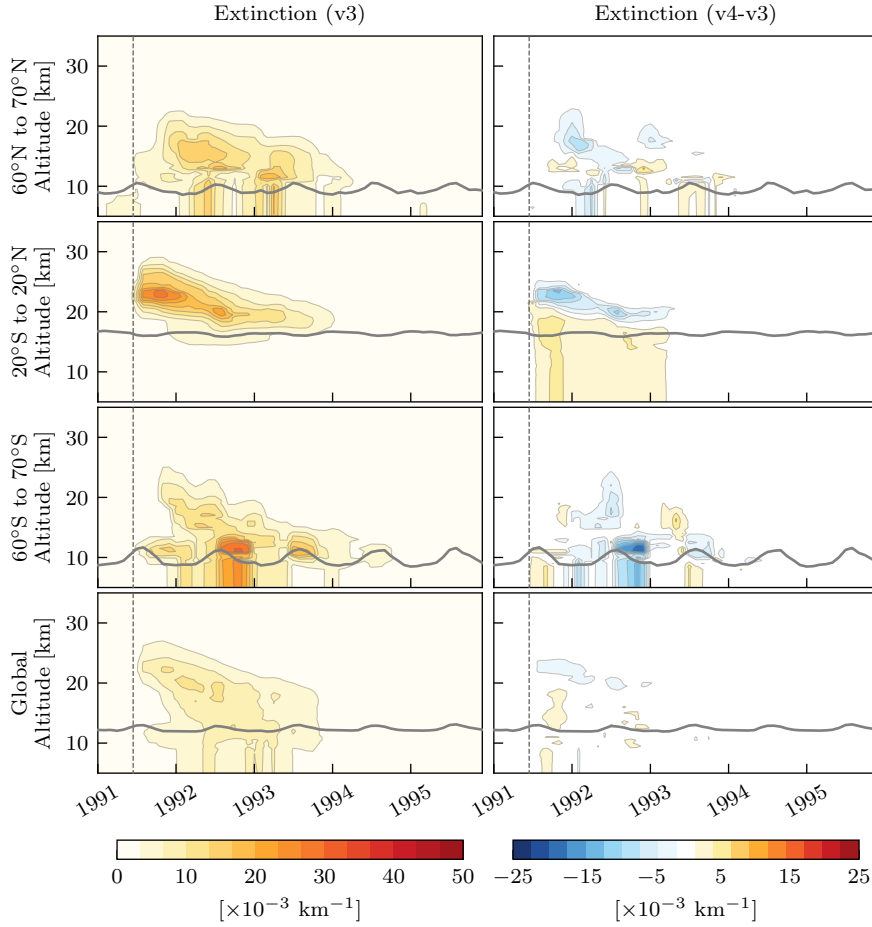 Extinction (v3)
Extinction (v4-v3)
60°N to 70°N
Altitude [km]
30
20
10
20°S to 20°N
Altitude [km]
30
20
10
60°S to 70°S
Altitude [km]
30
20
10
Global
Altitude [km]
30
20
10
1991 1992 1993 1994 1995
1991 1992 1993 1994 1995
0 10 20 30 40 50
[×10⁻³ km⁻¹]
−25 −15 −5 5 15 25
[×10⁻³ km⁻¹]